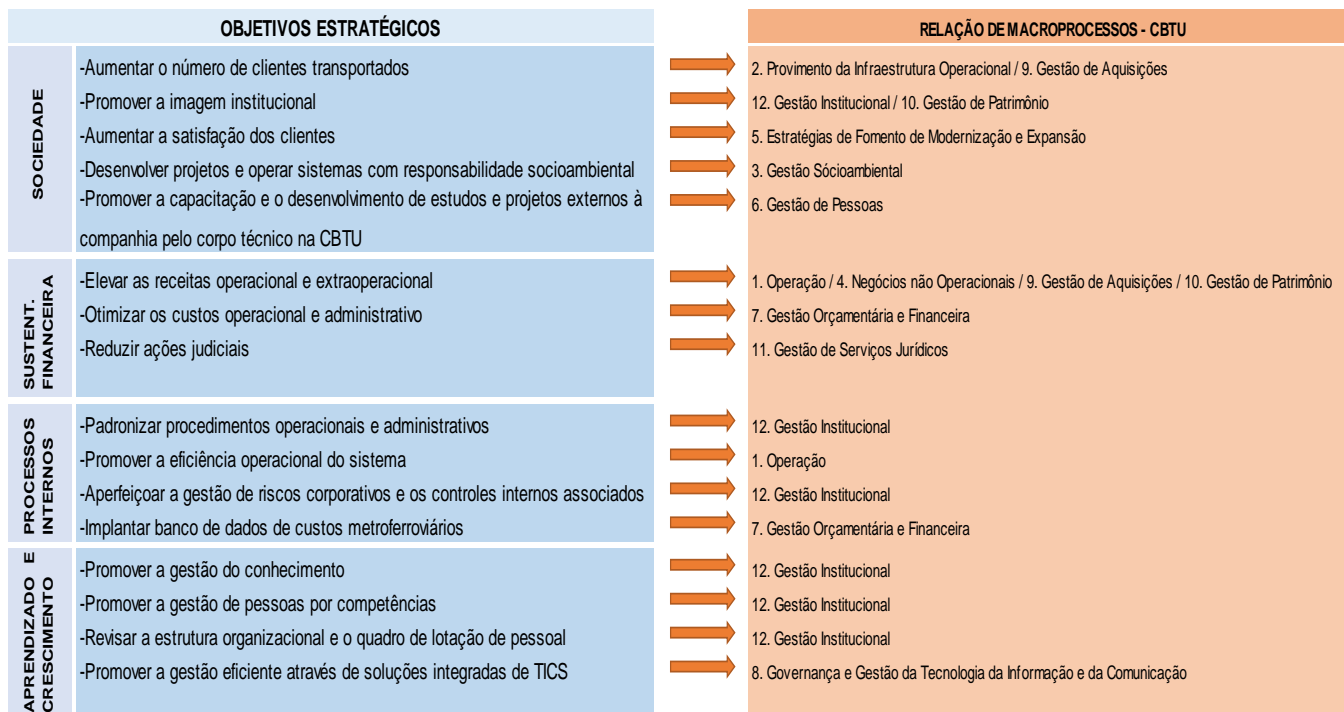 OBJETIVOS ESTRATÉGICOS
RELAÇÃO DE MACROPROCESSOS - CBTU
SOCIEDADE
-Aumentar o número de clientes transportados
2. Provimento da Infraestrutura Operacional / 9. Gestão de Aquisições
-Promover a imagem institucional
12. Gestão Institucional / 10. Gestão de Patrimônio
-Aumentar a satisfação dos clientes
5. Estratégias de Fomento de Modernização e Expansão
-Desenvolver projetos e operar sistemas com responsabilidade socioambiental
3. Gestão Sócioambiental
-Promover a capacitação e o desenvolvimento de estudos e projetos externos à
companhia pelo corpo técnico na CBTU
6. Gestão de Pessoas
SUSTENT.
FINANCEIRA
-Elevar as receitas operacional e extraoperacional
1. Operação / 4. Negócios não Operacionais / 9. Gestão de Aquisições / 10. Gestão de Patrimônio
-Otimizar os custos operacional e administrativo
7. Gestão Orçamentária e Financeira
-Reduzir ações judiciais
11. Gestão de Serviços Jurídicos
PROCESSOS
INTERNOS
-Padronizar procedimentos operacionais e administrativos
12. Gestão Institucional
-Promover a eficiência operacional do sistema
1. Operação
-Aperfeiçoar a gestão de riscos corporativos e os controles internos associados
12. Gestão Institucional
-Implantar banco de dados de custos metroferroviários
7. Gestão Orçamentária e Financeira
APRENDIZADO E
CRESCIMENTO
-Promover a gestão do conhecimento
12. Gestão Institucional
-Promover a gestão de pessoas por competências
12. Gestão Institucional
-Revisar a estrutura organizacional e o quadro de lotação de pessoal
12. Gestão Institucional
-Promover a gestão eficiente através de soluções integradas de TICS
8. Governança e Gestão da Tecnologia da Informação e da Comunicação